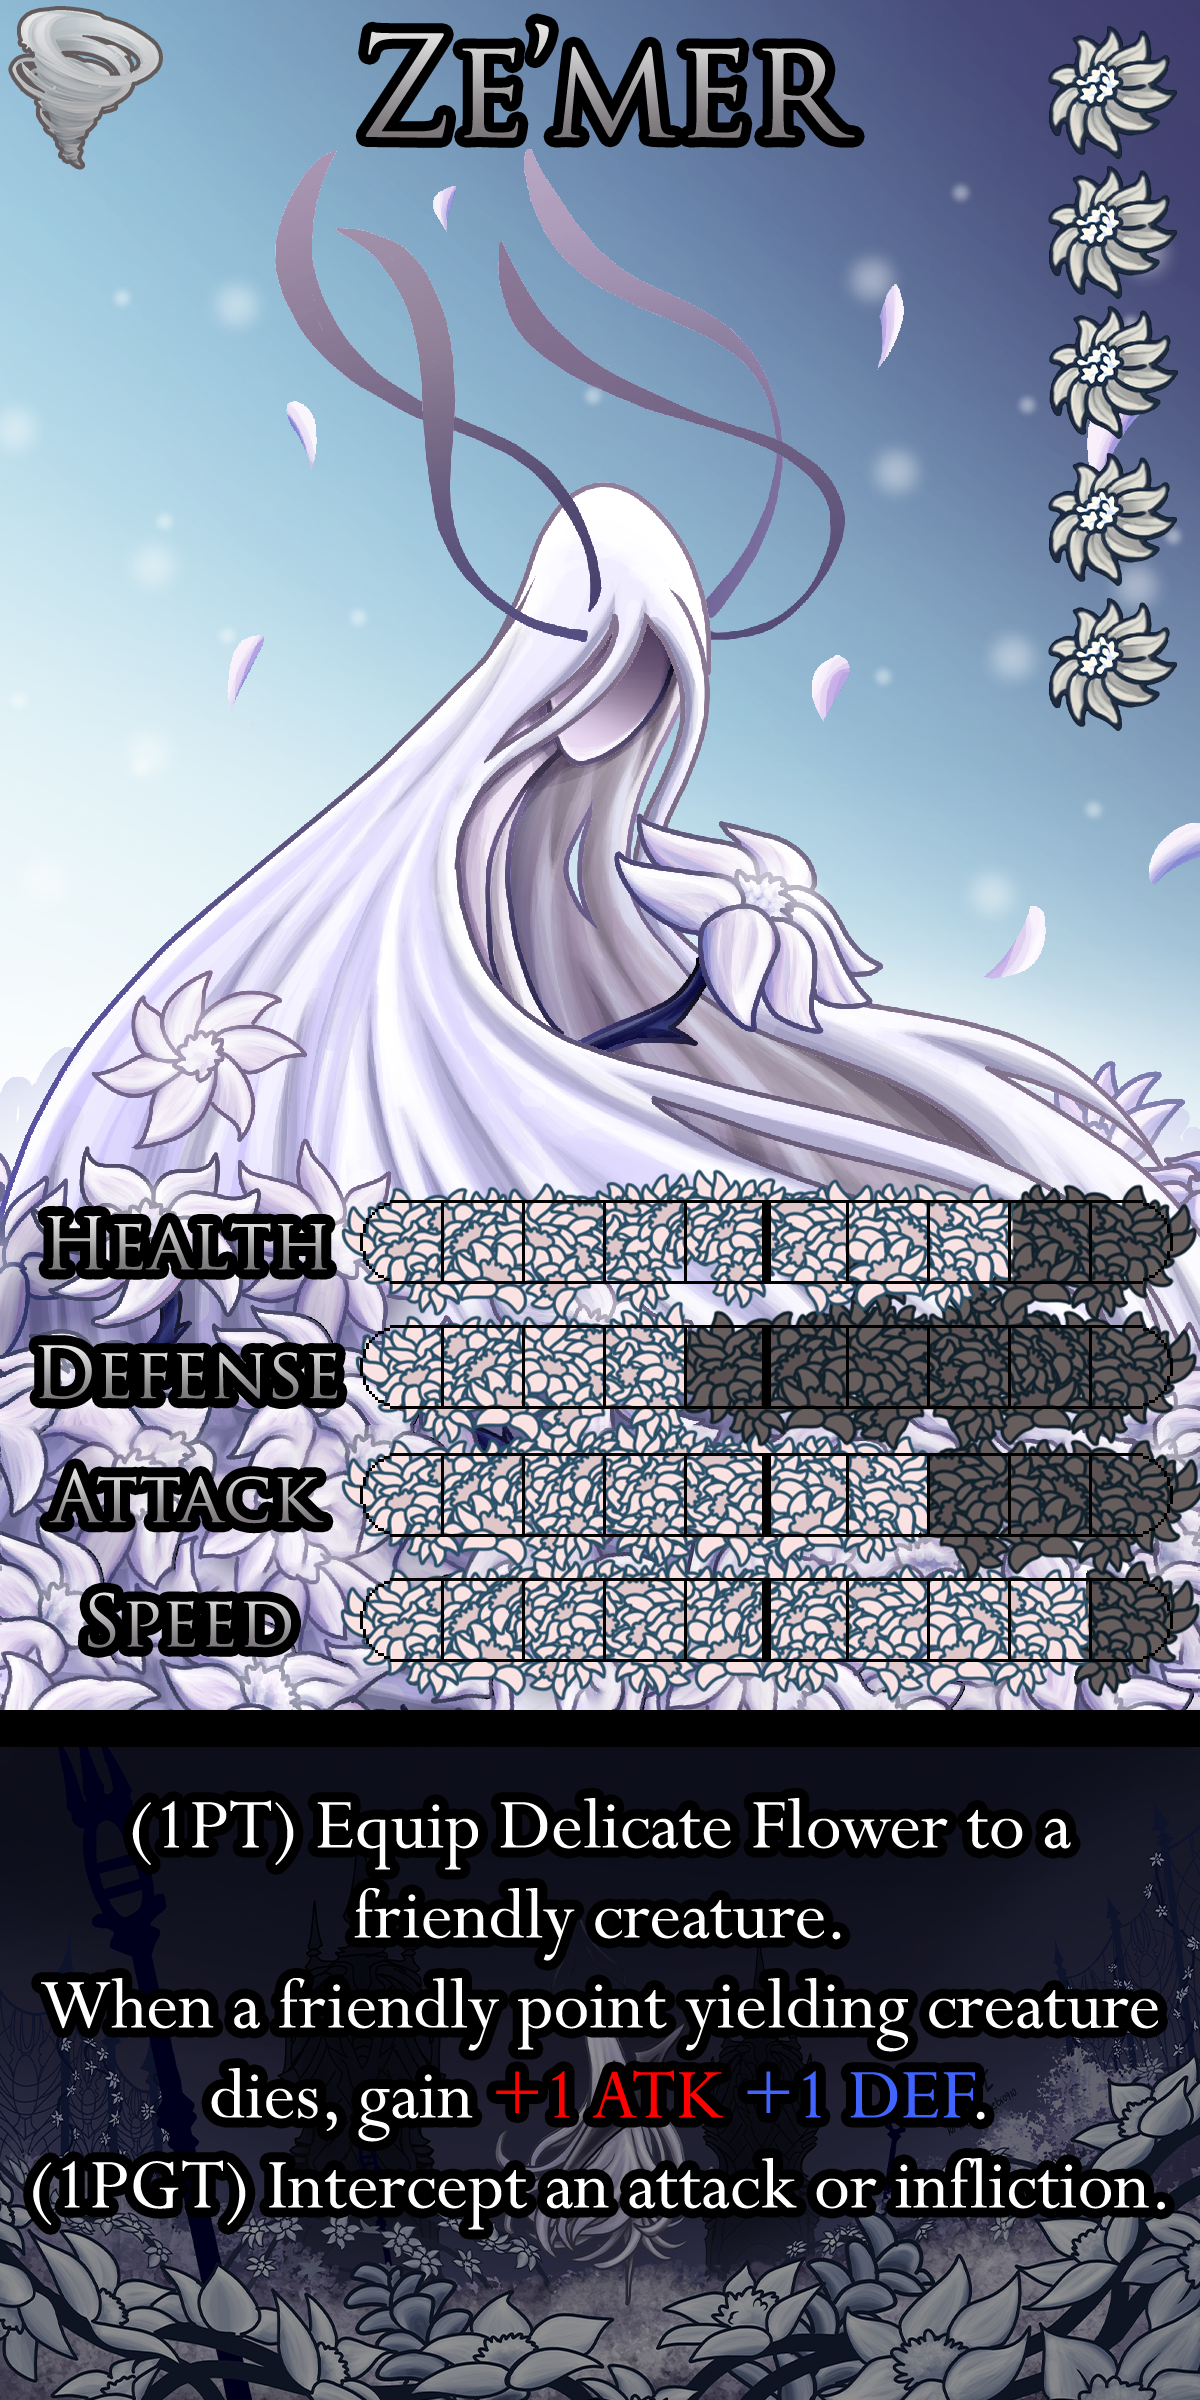 Ze'mer
Health
Defense
Attack
Speed
(1PT) Equip Delicate Flower to a
friendly creature.
When a friendly point yielding creature
dies, gain +1 ATK +1 DEF.
(1PGT) Intercept an attack or infliction.